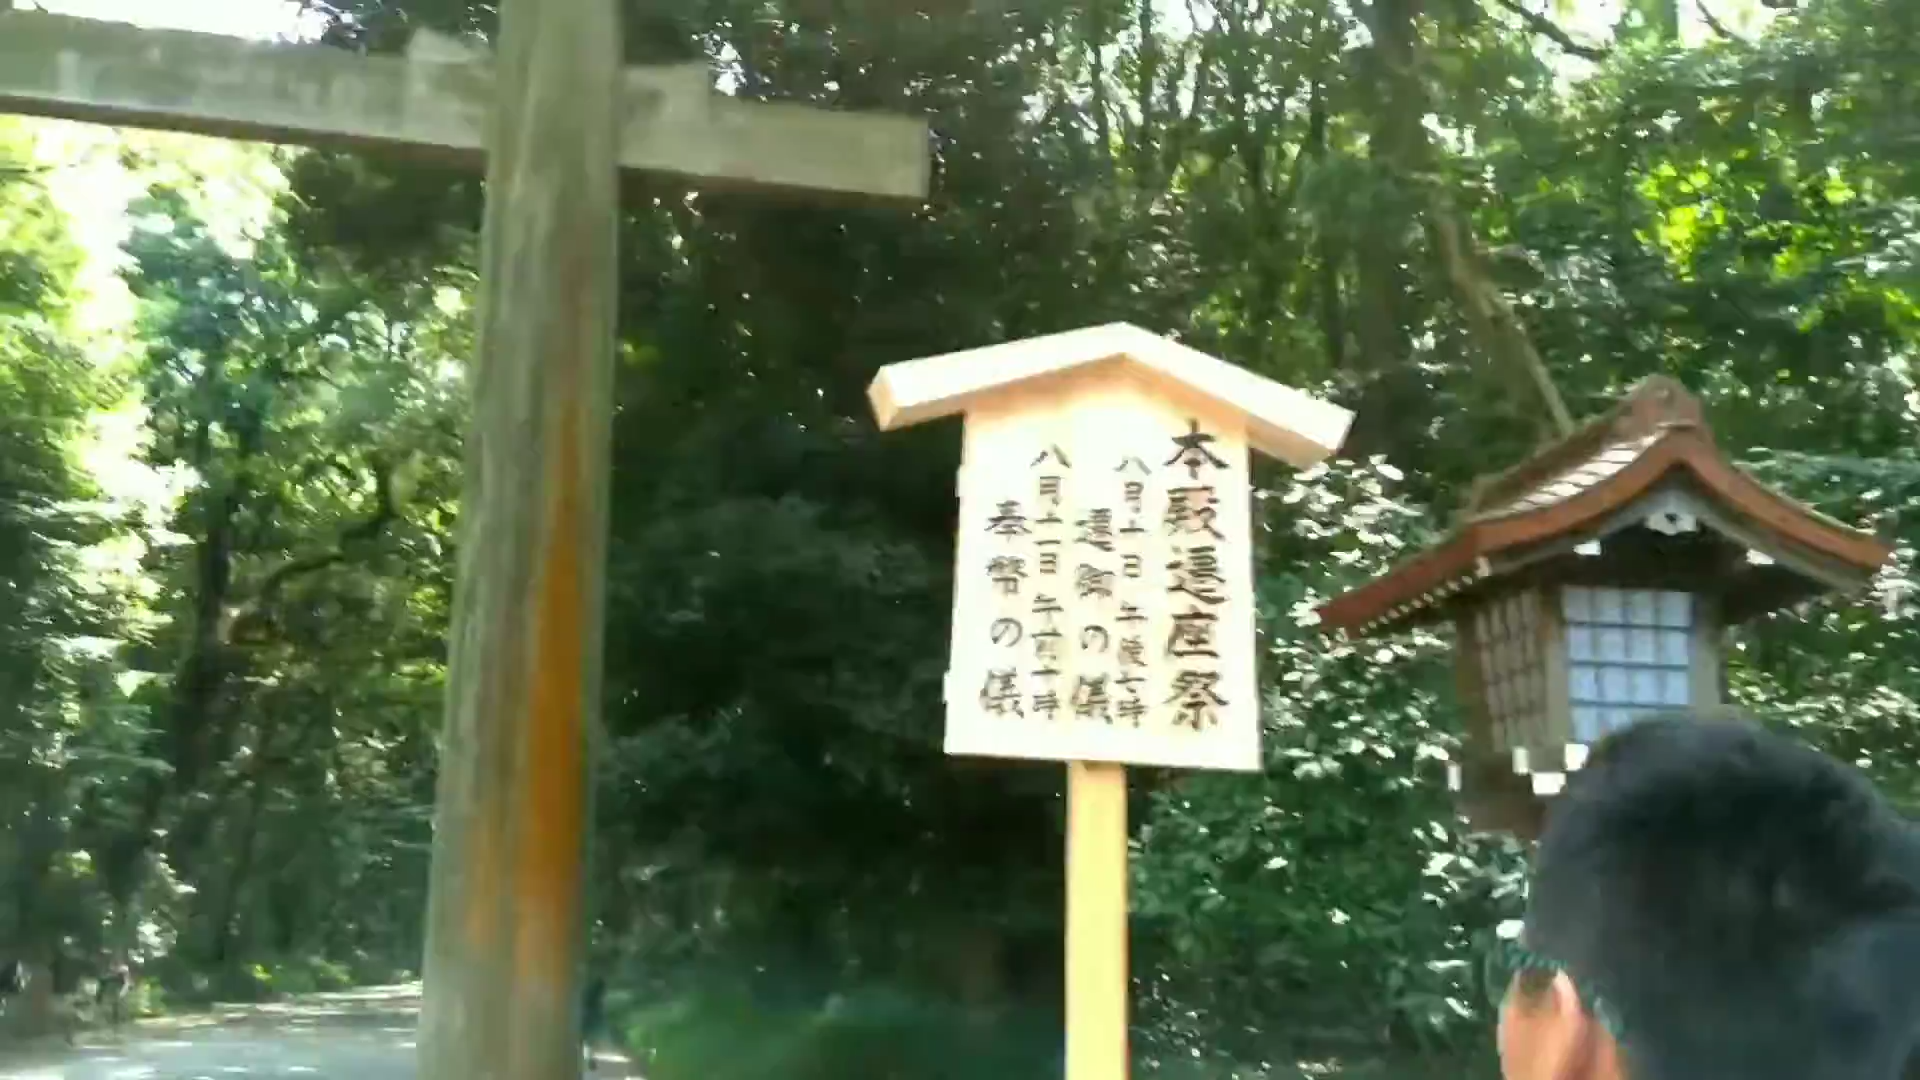 本殿遷座祭
八月十日 午後七時
遷御の儀
八月十一日 午前十時
奉幣の儀